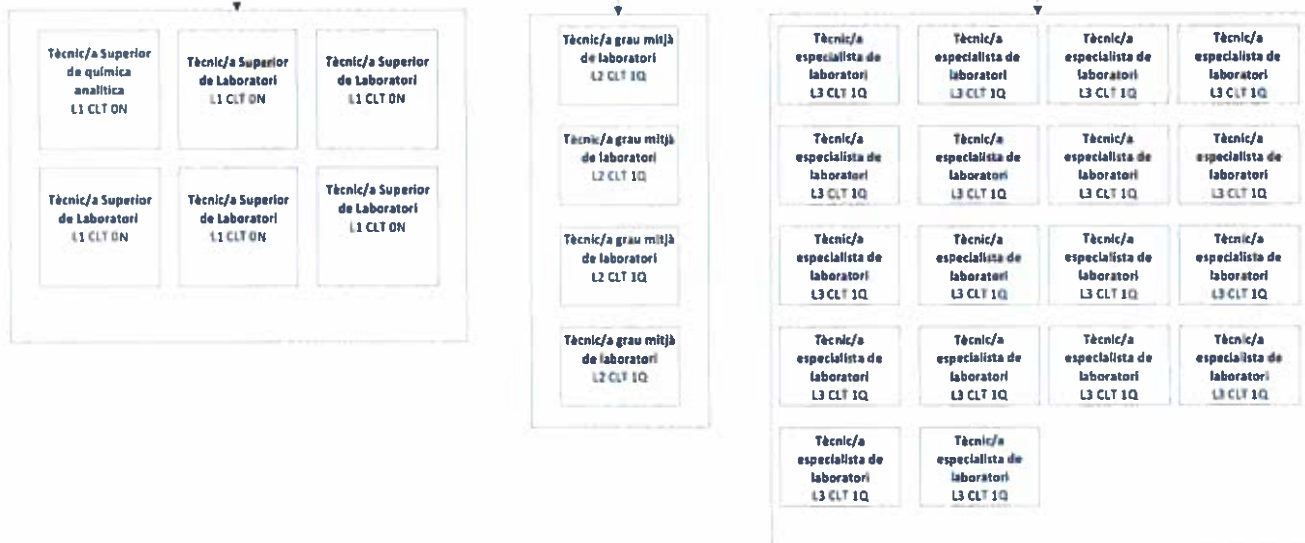 Tècnic/a Superior
de química
analítica
L1 CLT ON
Tècnic/a Superior
de Laboratori
L1 CLT ON
Tècnic/a Superior
de Laboratori
L1 CLT ON
Tècnic/a Superior
de Laboratori
L1 CLT ON
Tècnic/a Superior
de Laboratori
L1 CLT ON
Tècnic/a Superior
de Laboratori
L1 CLT ON
Tècnic/a grau mitjà
de laboratori
L2 CLT 1Q
Tècnic/a grau mitjà
de laboratori
L2 CLT 1Q
Tècnic/a grau mitjà
de laboratori
L2 CLT 1Q
Tècnic/a grau mitjà
de laboratori
L2 CLT 1Q
Tècnic/a
especialista de
laboratori
L3 CLT 1Q
Tècnic/a
especialista de
laboratori
L3 CLT 1Q
Tècnic/a
especialista de
laboratori
L3 CLT 1Q
Tècnic/a
especialista de
laboratori
L3 CLT 1Q
Tècnic/a
especialista de
laboratori
L3 CLT 1Q
Tècnic/a
especialista de
laboratori
L3 CLT 1Q
Tècnic/a
especialista de
laboratori
L3 CLT 1Q
Tècnic/a
especialista de
laboratori
L3 CLT 1Q
Tècnic/a
especialista de
laboratori
L3 CLT 1Q
Tècnic/a
especialista de
laboratori
L3 CLT 1Q
Tècnic/a
especialista de
laboratori
L3 CLT 1Q
Tècnic/a
especialista de
laboratori
L3 CLT 1Q
Tècnic/a
especialista de
laboratori
L3 CLT 1Q
Tècnic/a
especialista de
laboratori
L3 CLT 1Q
Tècnic/a
especialista de
laboratori
L3 CLT 1Q
Tècnic/a
especialista de
laboratori
L3 CLT 1Q
Tècnic/a
especialista de
laboratori
L3 CLT 1Q
Tècnic/a
especialista de
laboratori
L3 CLT 1Q